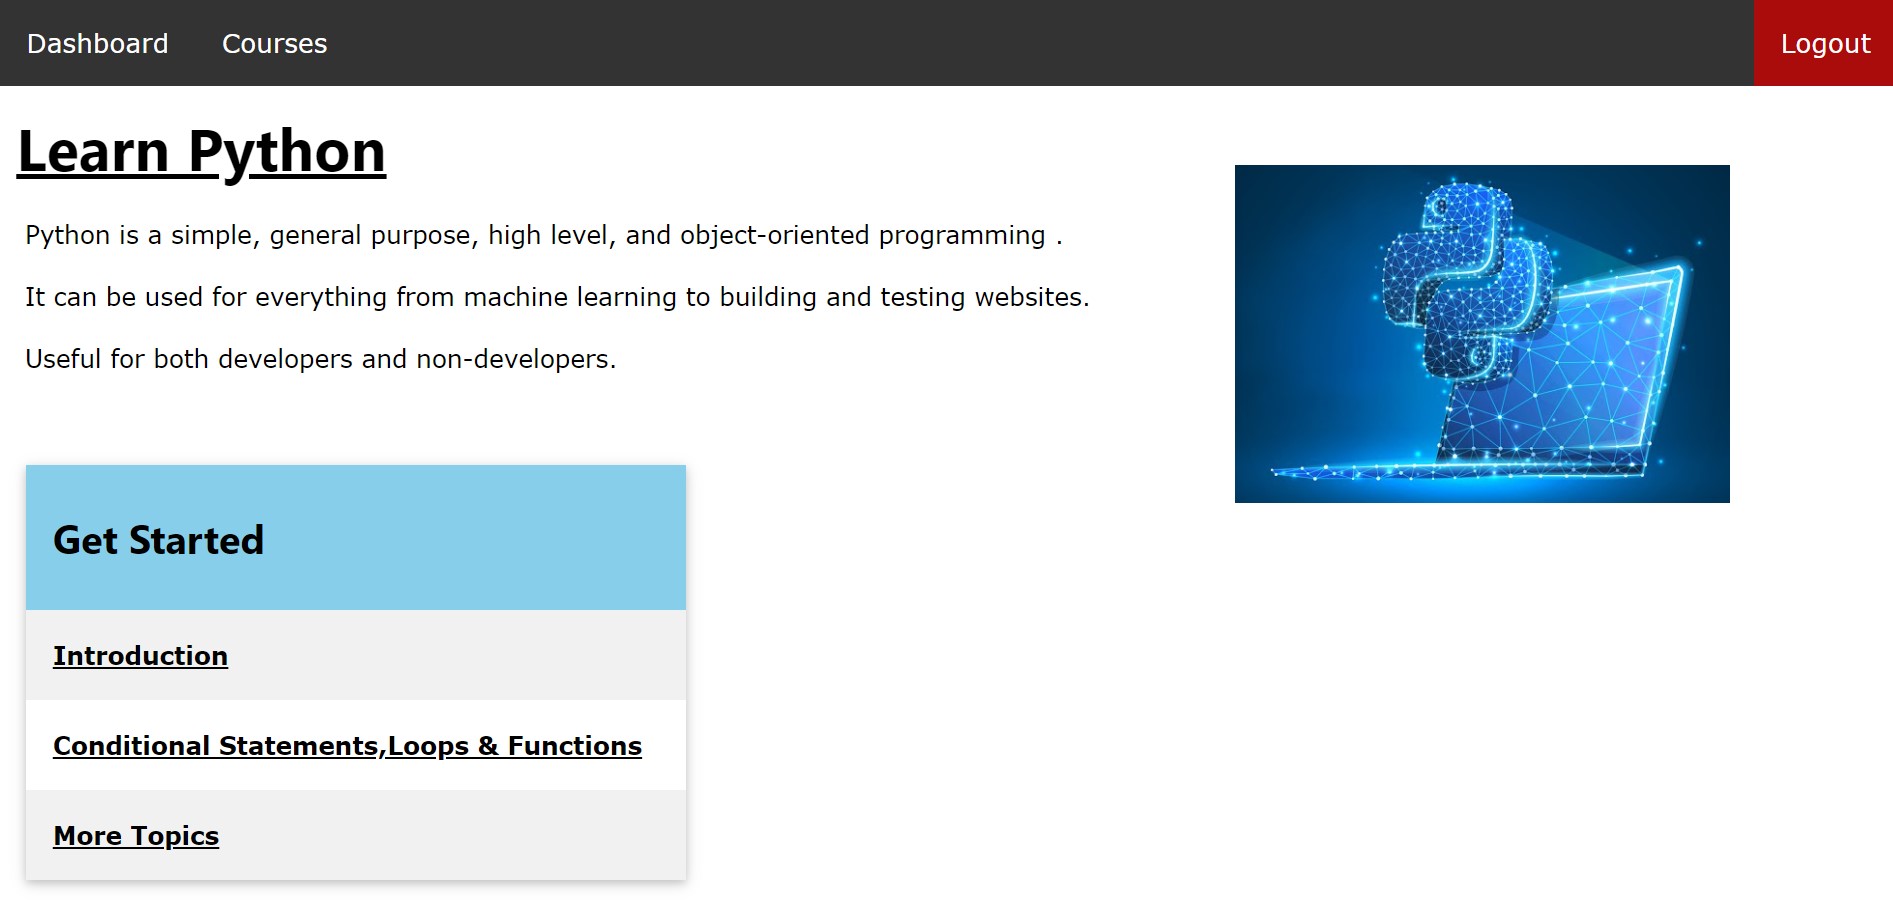 Dashboard Courses Logout
Learn Python
Python is a simple, general purpose, high level, and object-oriented programming .
It can be used for everything from machine learning to building and testing websites.
Useful for both developers and non-developers.
Get Started
Introduction
Conditional Statements,Loops & Functions
More Topics